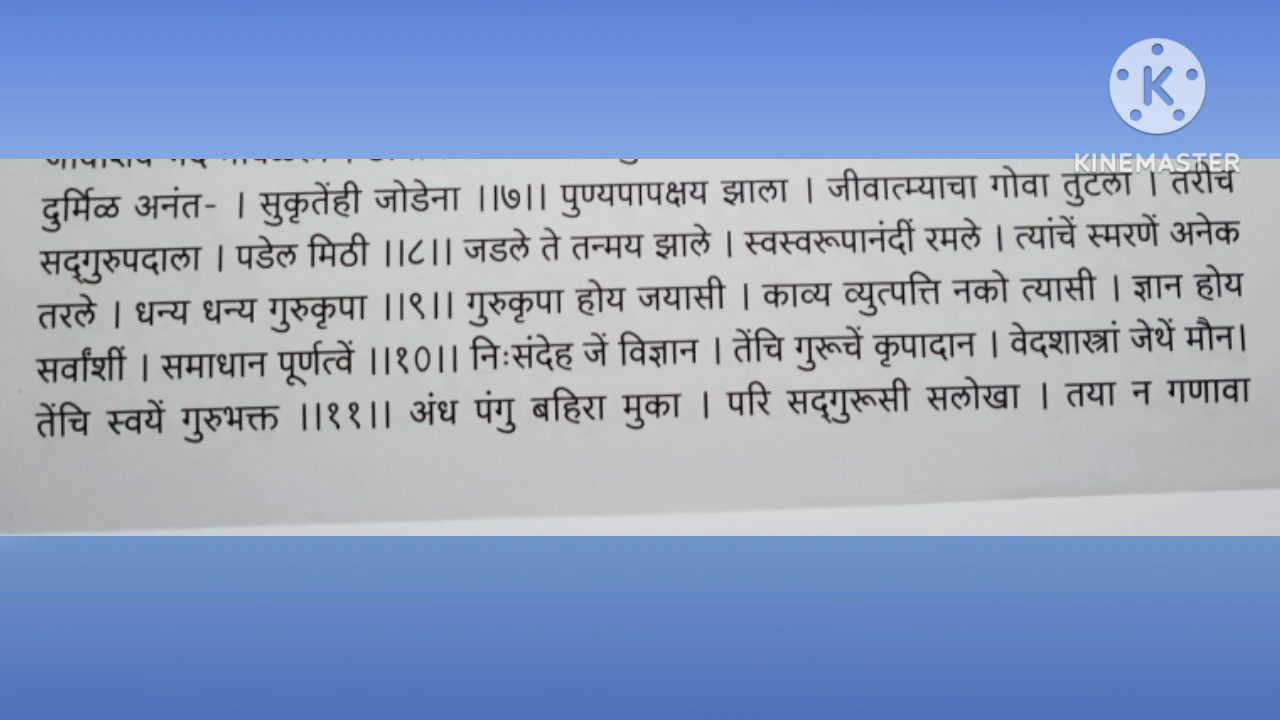 KINEMASTER
दुर्मिळ अनंत- । सुकृतेंही जोडेना ।।७।। पुण्यपापक्षय झाला । जीवात्म्याचा गोवा तुटला । तरीच
सद्‌गुरुपदाला । पडेल मिठी ।।८।। जडले ते तन्मय झाले । स्वस्वरूपानंदीं रमले । त्यांचें स्मरणें अनेक
तरले । धन्य धन्य गुरुकृपा ।।९।। गुरुकृपा होय जयासी । काव्य व्युत्पत्ति नको त्यासी । ज्ञान होय
सर्वांशीं । समाधान पूर्णत्वें ।।१०।। निःसंदेह जें विज्ञान । तेंचि गुरूचें कृपादान । वेदशास्त्रां जेथें मौन।
तेंचि स्वयें गुरुभक्त ।।११।। अंध पंगु बहिरा मुका । परि सद्‌गुरूसी सलोखा । तया न गणावा